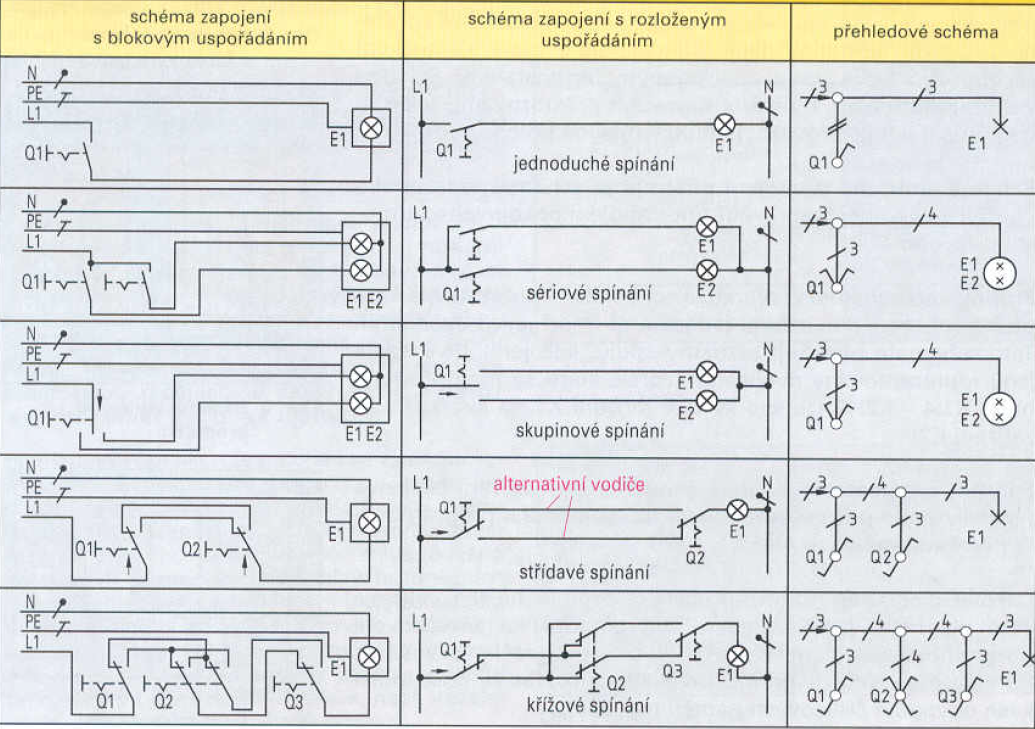 schéma zapojení
s blokovým uspořádáním
schéma zapojení s rozloženým
uspořádáním
přehledové schéma
N
PE
L1
Q1
E1
L1
N
Q1
E1
jednoduché spínání
3
3
Q1
E1
N
PE
L1
Q1
E1 E2
L1
N
E1
Q1
E2
sériové spínání
3
4
3
Q1
E1
E2
N
PE
L1
Q1
E1 E2
L1
N
Q1
E1
E2
skupinové spínání
3
4
3
Q1
E1
E2
N
PE
L1
E1
Q1
Q2
L1
N
alternativní vodiče
Q1
E1
Q2
střídavé spínání
3
4
3
3
3
E1
Q1
Q2
N
PE
L1
E1
Q1
Q2
Q3
L1
N
Q1
Q3
E1
Q2
křížové spínání
3
4
4
3
3
4
3
E1
Q1
Q2
Q3